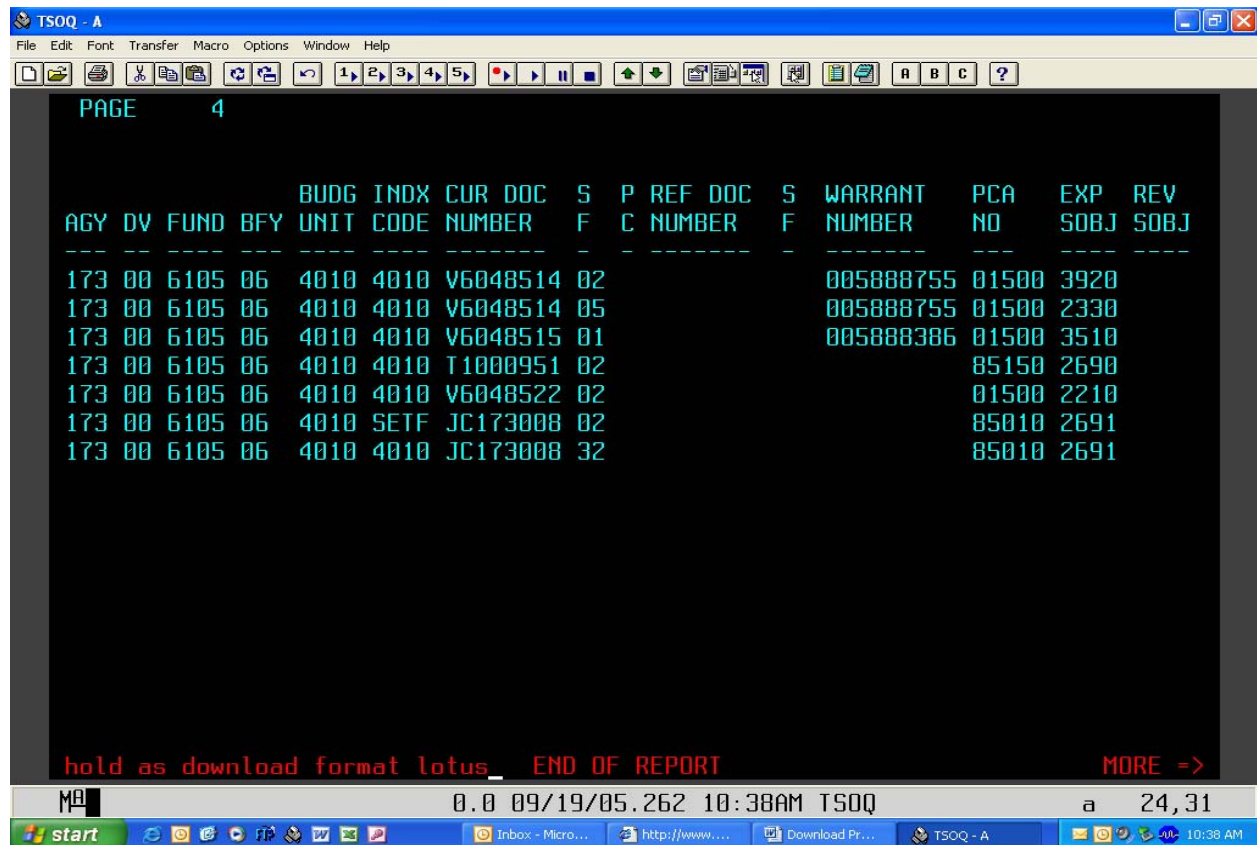 TSOQ - A
File Edit Font Transfer Macro Options Window Help
1 2 3 4 5 A B C ?
PAGE 4
BUDG INDX CUR DOC S P REF DOC S WARRANT PCA EXP REV
AGY DV FUND BFY UNIT CODE NUMBER F C NUMBER F NUMBER NO SOBJ SOBJ
--- -- ---- --- ---- ---- ------- - - ------- - ------- --- ---- ----
173 00 6105 06 4010 4010 V6048514 02 005888755 01500 3920
173 00 6105 06 4010 4010 V6048514 05 005888755 01500 2330
173 00 6105 06 4010 4010 V6048515 01 005888386 01500 3510
173 00 6105 06 4010 4010 T1000951 02 85150 2690
173 00 6105 06 4010 4010 V6048522 02 01500 2210
173 00 6105 06 4010 SETF JC173008 02 85010 2691
173 00 6105 06 4010 4010 JC173008 32 85010 2691
hold as download format lotus_ END OF REPORT MORE =>
MA 0.0 09/19/05.262 10:38AM TSOQ a 24,31
start Inbox - Micro... http://www.... Download Pr... TSOQ - A 10:38 AM